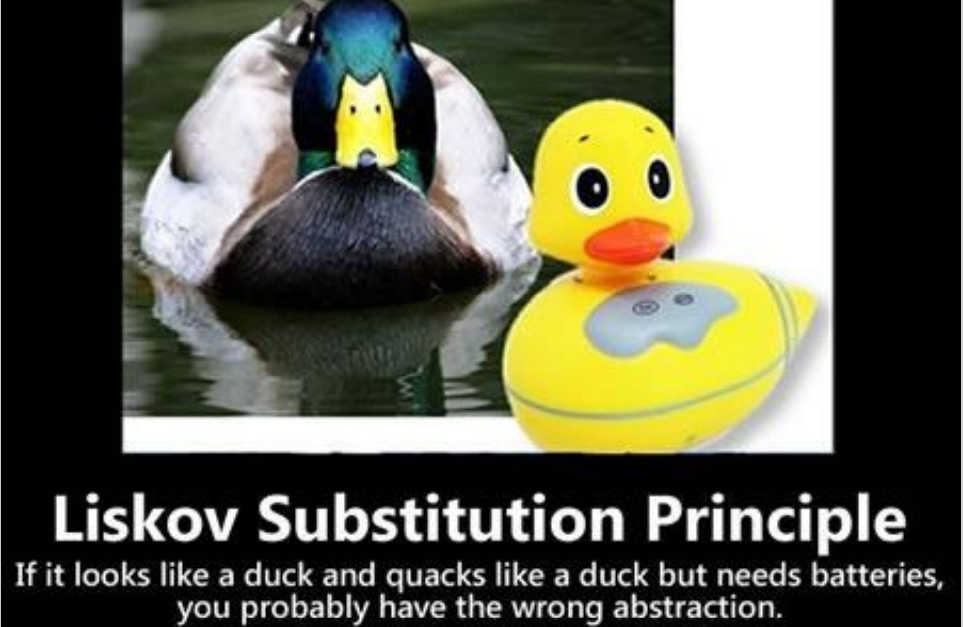 Liskov Substitution Principle
If it looks like a duck and quacks like a duck but needs batteries,
you probably have the wrong abstraction.